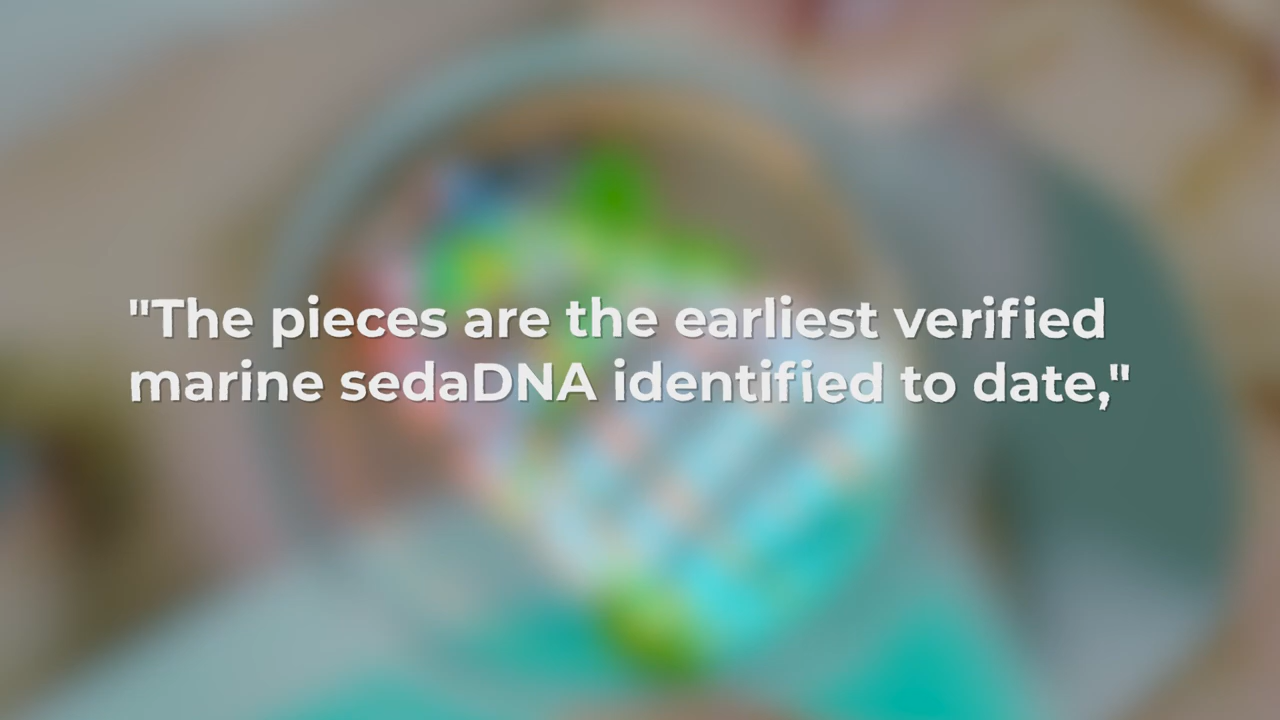 "The pieces are the earliest verified
marine sedaDNA identified to date,"